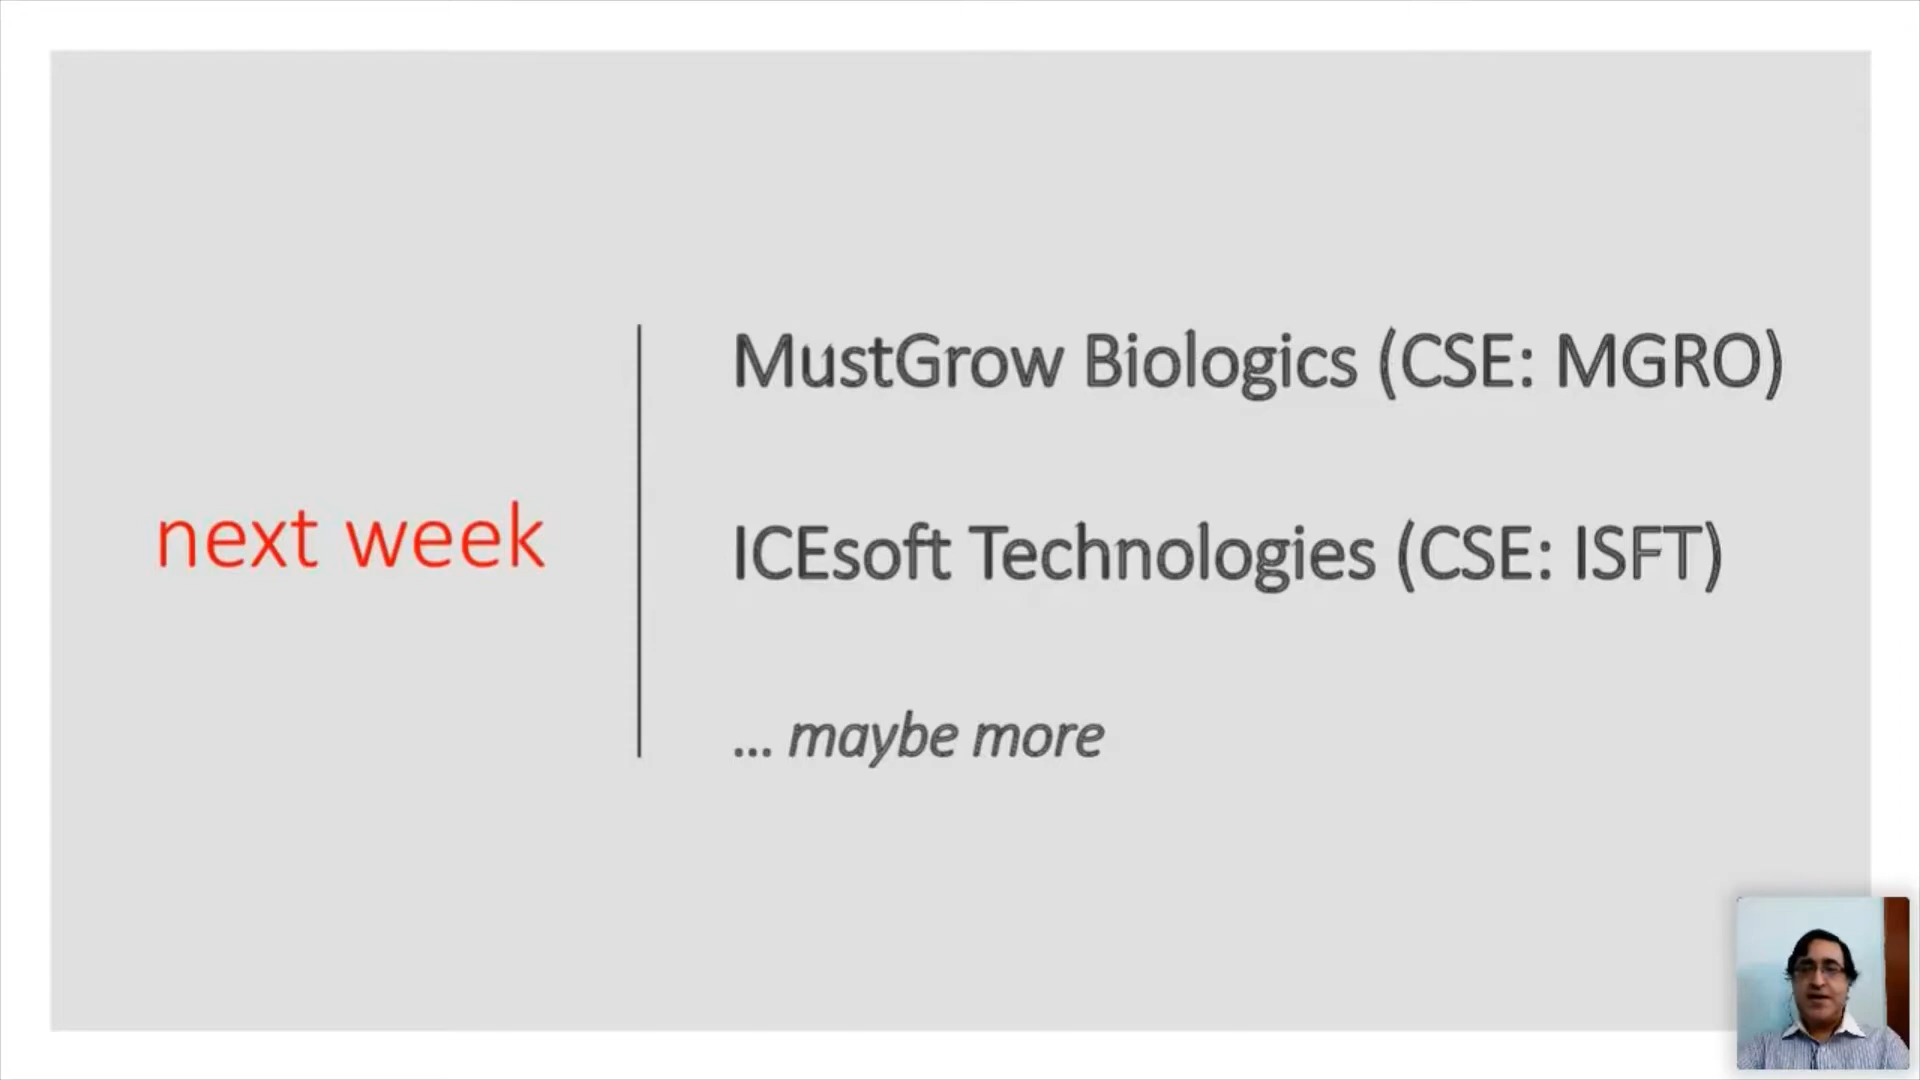 next week
MustGrow Biologics (CSE: MGRO)
ICEsoft Technologies (CSE: ISFT)
... maybe more